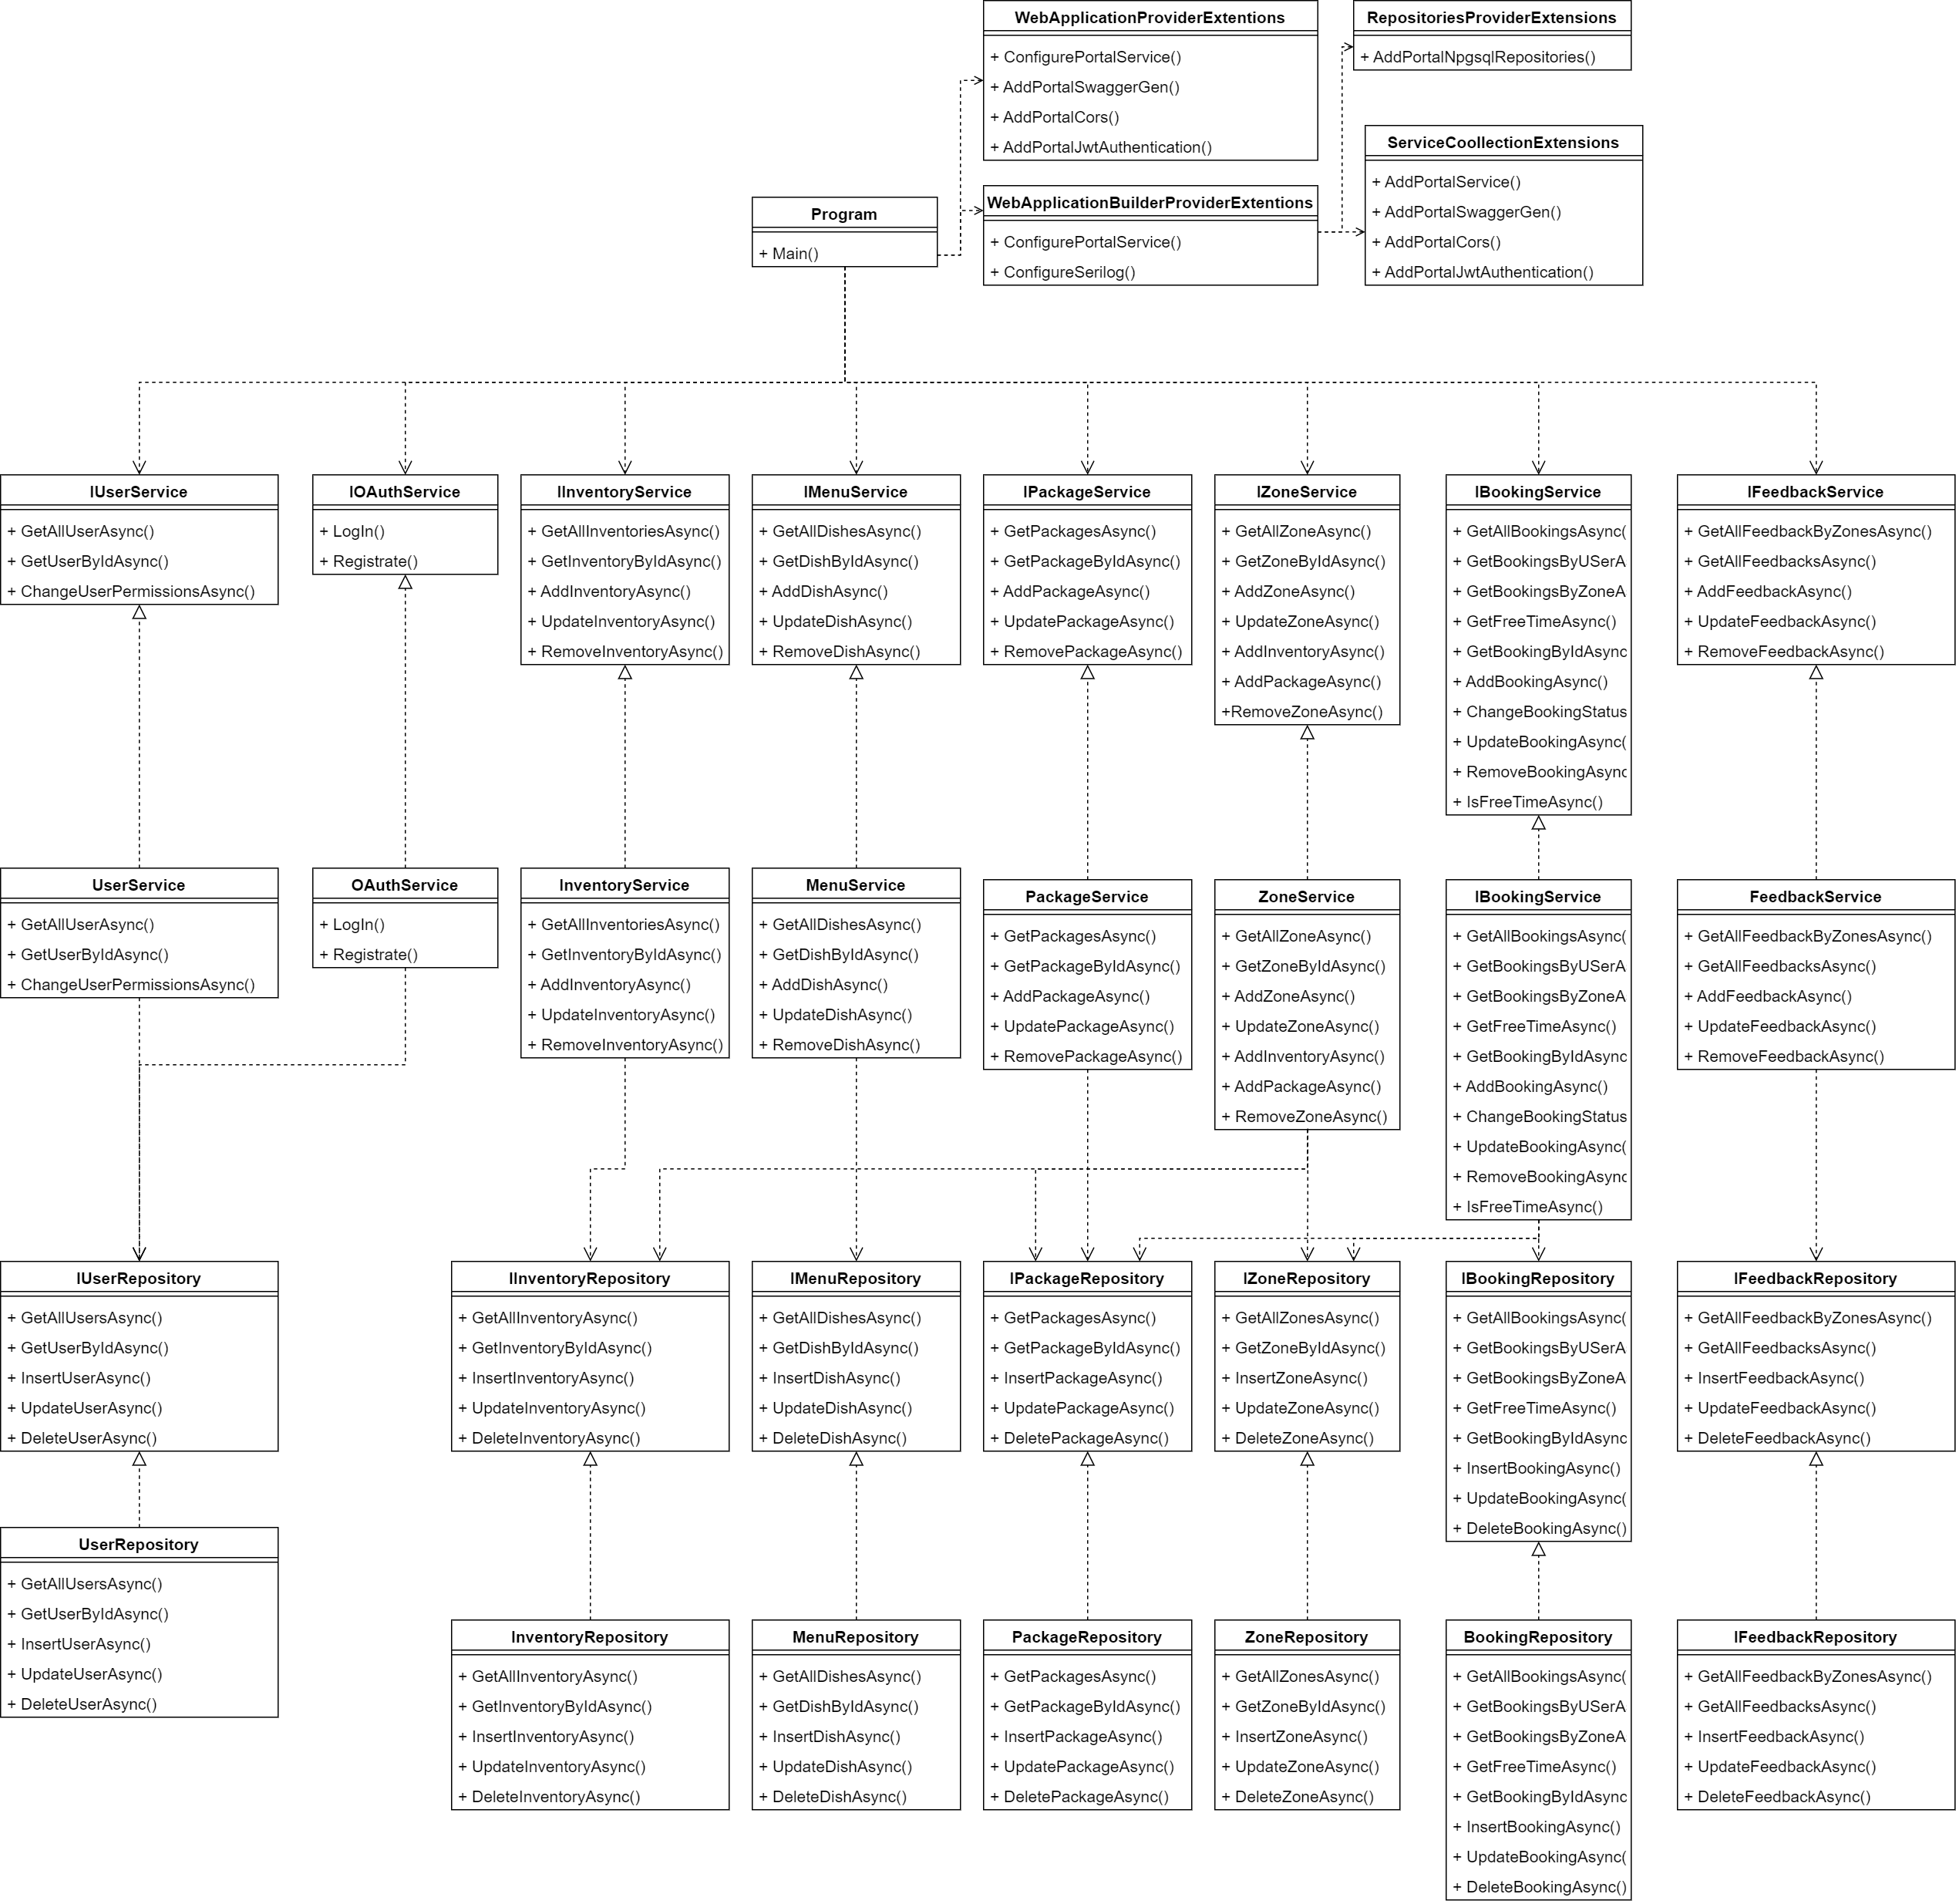 WebApplicationProviderExtentions
+ ConfigurePortalService()
+ AddPortalSwaggerGen()
+ AddPortalCors()
+ AddPortalJwtAuthentication()
RepositoriesProviderExtensions
+ AddPortalNpgsqlRepositories()
ServiceCoollectionExtensions
+ AddPortalService()
+ AddPortalSwaggerGen()
+ AddPortalCors()
+ AddPortalJwtAuthentication()
Program
+ Main()
WebApplicationBuilderProviderExtentions
+ ConfigurePortalService()
+ ConfigureSerilog()
IUserService
+ GetAllUserAsync()
+ GetUserByIdAsync()
+ ChangeUserPermissionsAsync()
IOAuthService
+ LogIn()
+ Registrate()
IInventoryService
+ GetAllInventoriesAsync()
+ GetInventoryByIdAsync()
+ AddInventoryAsync()
+ UpdateInventoryAsync()
+ RemoveInventoryAsync()
IMenuService
+ GetAllDishesAsync()
+ GetDishByIdAsync()
+ AddDishAsync()
+ UpdateDishAsync()
+ RemoveDishAsync()
IPackageService
+ GetPackagesAsync()
+ GetPackageByIdAsync()
+ AddPackageAsync()
+ UpdatePackageAsync()
+ RemovePackageAsync()
IZoneService
+ GetAllZoneAsync()
+ GetZoneByIdAsync()
+ AddZoneAsync()
+ UpdateZoneAsync()
+ AddInventoryAsync()
+ AddPackageAsync()
+RemoveZoneAsync()
IBookingService
+ GetAllBookingsAsync(
+ GetBookingsByUSerA
+ GetBookingsByZoneA
+ GetFreeTimeAsync()
+ GetBookingByIdAsync
+ AddBookingAsync()
+ ChangeBookingStatus
+ UpdateBookingAsync(
+ RemoveBookingAsync
+ IsFreeTimeAsync()
IFeedbackService
+ GetAllFeedbackByZonesAsync()
+ GetAllFeedbacksAsync()
+ AddFeedbackAsync()
+ UpdateFeedbackAsync()
+ RemoveFeedbackAsync()
UserService
+ GetAllUserAsync()
+ GetUserByIdAsync()
+ ChangeUserPermissionsAsync()
OAuthService
+ LogIn()
+ Registrate()
InventoryService
+ GetAllInventoriesAsync()
+ GetInventoryByIdAsync()
+ AddInventoryAsync()
+ UpdateInventoryAsync()
+ RemoveInventoryAsync()
MenuService
+ GetAllDishesAsync()
+ GetDishByIdAsync()
+ AddDishAsync()
+ UpdateDishAsync()
+ RemoveDishAsync()
PackageService
+ GetPackagesAsync()
+ GetPackageByIdAsync()
+ AddPackageAsync()
+ UpdatePackageAsync()
+ RemovePackageAsync()
ZoneService
+ GetAllZoneAsync()
+ GetZoneByIdAsync()
+ AddZoneAsync()
+ UpdateZoneAsync()
+ AddInventoryAsync()
+ AddPackageAsync()
+ RemoveZoneAsync()
IBookingService
+ GetAllBookingsAsync(
+ GetBookingsByUSerA
+ GetBookingsByZoneA
+ GetFreeTimeAsync()
+ GetBookingByIdAsync
+ AddBookingAsync()
+ ChangeBookingStatus
+ UpdateBookingAsync(
+ RemoveBookingAsync
+ IsFreeTimeAsync()
FeedbackService
+ GetAllFeedbackByZonesAsync()
+ GetAllFeedbacksAsync()
+ AddFeedbackAsync()
+ UpdateFeedbackAsync()
+ RemoveFeedbackAsync()
IUserRepository
+ GetAllUsersAsync()
+ GetUserByIdAsync()
+ InsertUserAsync()
+ UpdateUserAsync()
+ DeleteUserAsync()
IInventoryRepository
+ GetAllInventoryAsync()
+ GetInventoryByIdAsync()
+ InsertInventoryAsync()
+ UpdateInventoryAsync()
+ DeleteInventoryAsync()
IMenuRepository
+ GetAllDishesAsync()
+ GetDishByIdAsync()
+ InsertDishAsync()
+ UpdateDishAsync()
+ DeleteDishAsync()
IPackageRepository
+ GetPackagesAsync()
+ GetPackageByIdAsync()
+ InsertPackageAsync()
+ UpdatePackageAsync()
+ DeletePackageAsync()
IZoneRepository
+ GetAllZonesAsync()
+ GetZoneByIdAsync()
+ InsertZoneAsync()
+ UpdateZoneAsync()
+ DeleteZoneAsync()
IBookingRepository
+ GetAllBookingsAsync(
+ GetBookingsByUSerA
+ GetBookingsByZoneA
+ GetFreeTimeAsync()
+ GetBookingByIdAsync
+ InsertBookingAsync()
+ UpdateBookingAsync(
+ DeleteBookingAsync()
IFeedbackRepository
+ GetAllFeedbackByZonesAsync()
+ GetAllFeedbacksAsync()
+ InsertFeedbackAsync()
+ UpdateFeedbackAsync()
+ DeleteFeedbackAsync()
UserRepository
+ GetAllUsersAsync()
+ GetUserByIdAsync()
+ InsertUserAsync()
+ UpdateUserAsync()
+ DeleteUserAsync()
InventoryRepository
+ GetAllInventoryAsync()
+ GetInventoryByIdAsync()
+ InsertInventoryAsync()
+ UpdateInventoryAsync()
+ DeleteInventoryAsync()
MenuRepository
+ GetAllDishesAsync()
+ GetDishByIdAsync()
+ InsertDishAsync()
+ UpdateDishAsync()
+ DeleteDishAsync()
PackageRepository
+ GetPackagesAsync()
+ GetPackageByIdAsync()
+ InsertPackageAsync()
+ UpdatePackageAsync()
+ DeletePackageAsync()
ZoneRepository
+ GetAllZonesAsync()
+ GetZoneByIdAsync()
+ InsertZoneAsync()
+ UpdateZoneAsync()
+ DeleteZoneAsync()
BookingRepository
+ GetAllBookingsAsync(
+ GetBookingsByUSerA
+ GetBookingsByZoneA
+ GetFreeTimeAsync()
+ GetBookingByIdAsync
+ InsertBookingAsync()
+ UpdateBookingAsync(
+ DeleteBookingAsync()
IFeedbackRepository
+ GetAllFeedbackByZonesAsync()
+ GetAllFeedbacksAsync()
+ InsertFeedbackAsync()
+ UpdateFeedbackAsync()
+ DeleteFeedbackAsync()